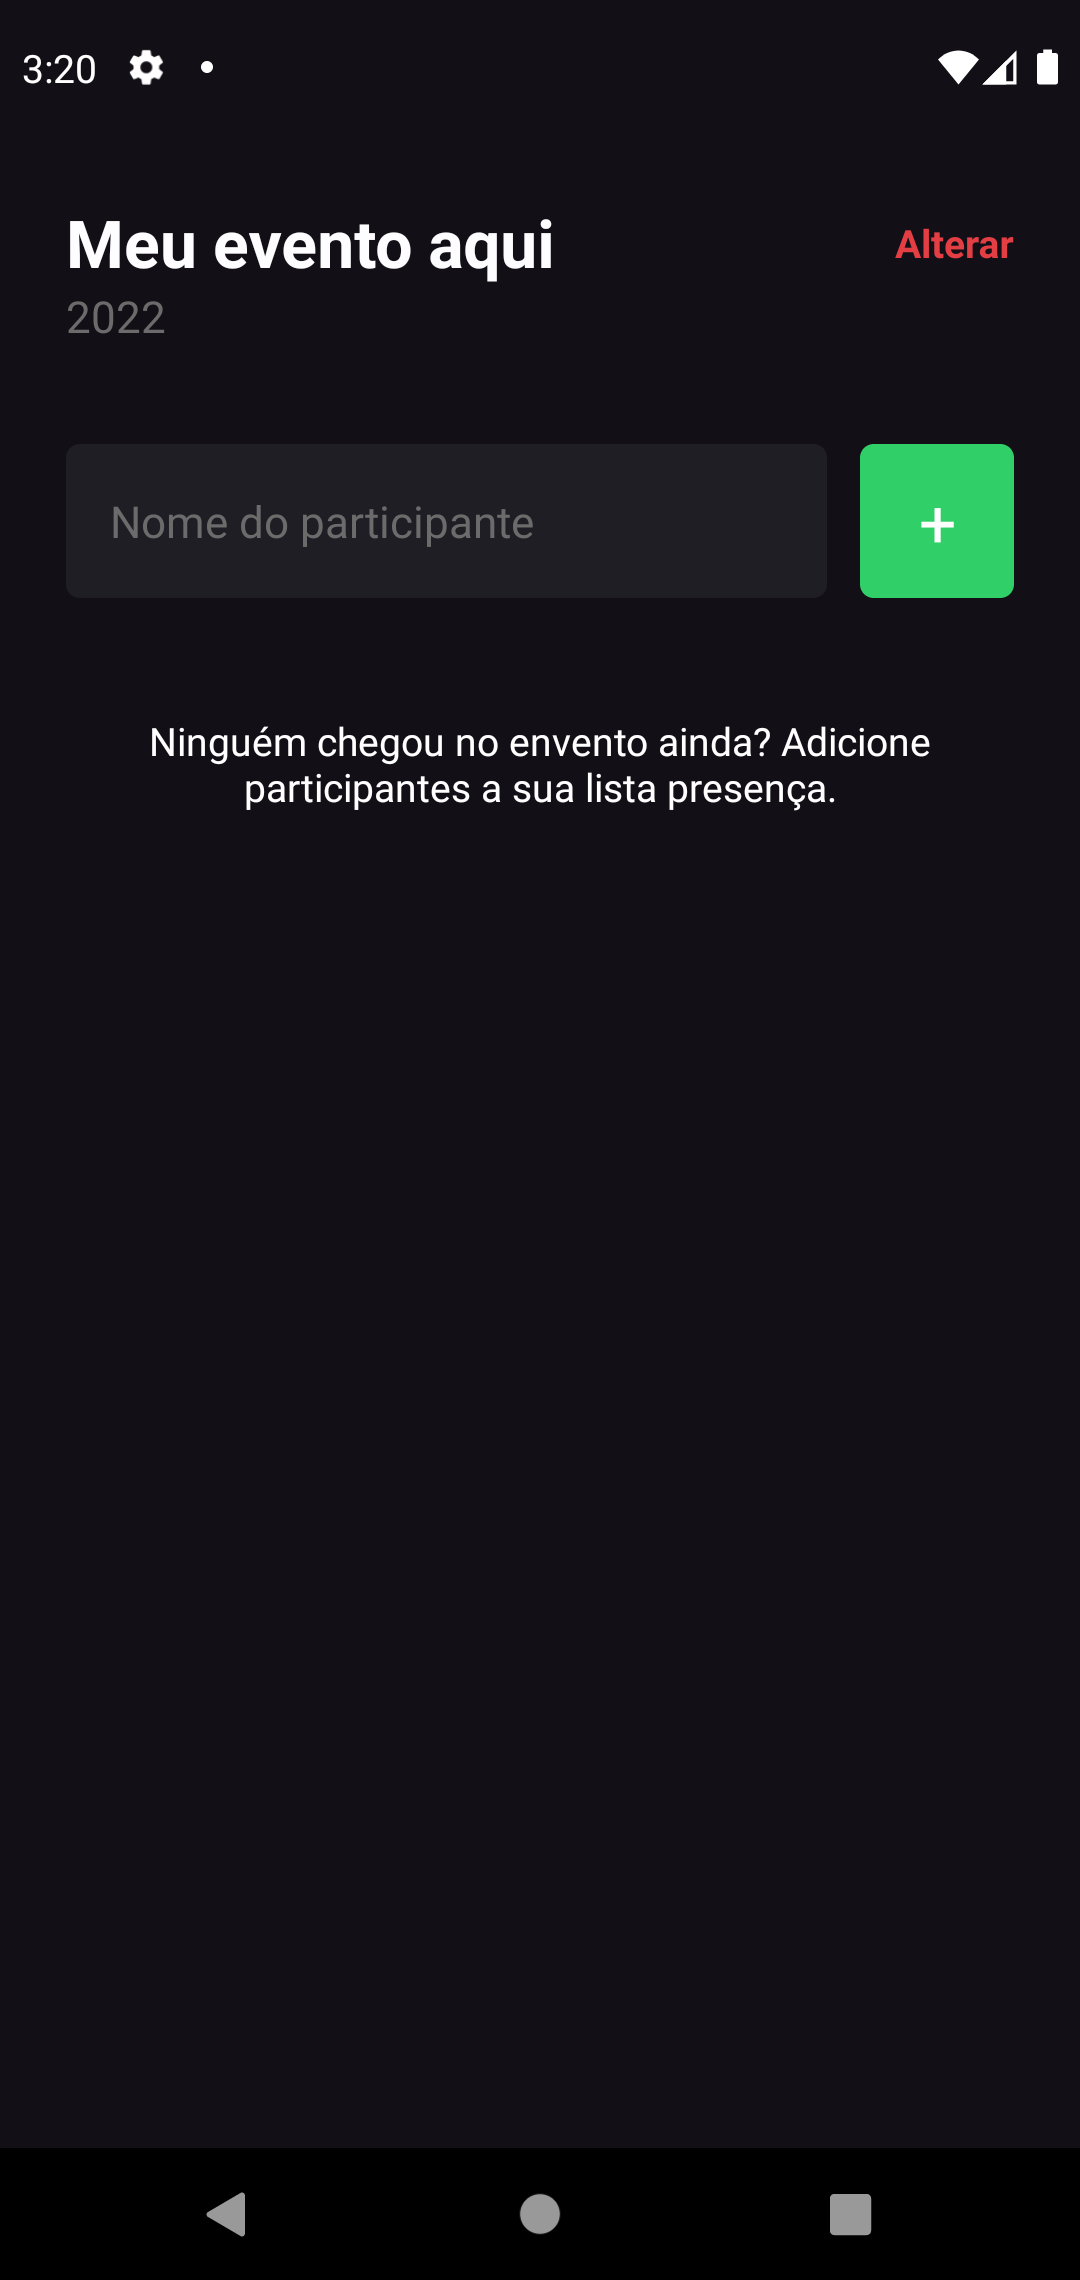 3:20
Meu evento aqui
Alterar
2022
Nome do participante
+
Ninguém chegou no envento ainda? Adicione
participantes a sua lista presença.